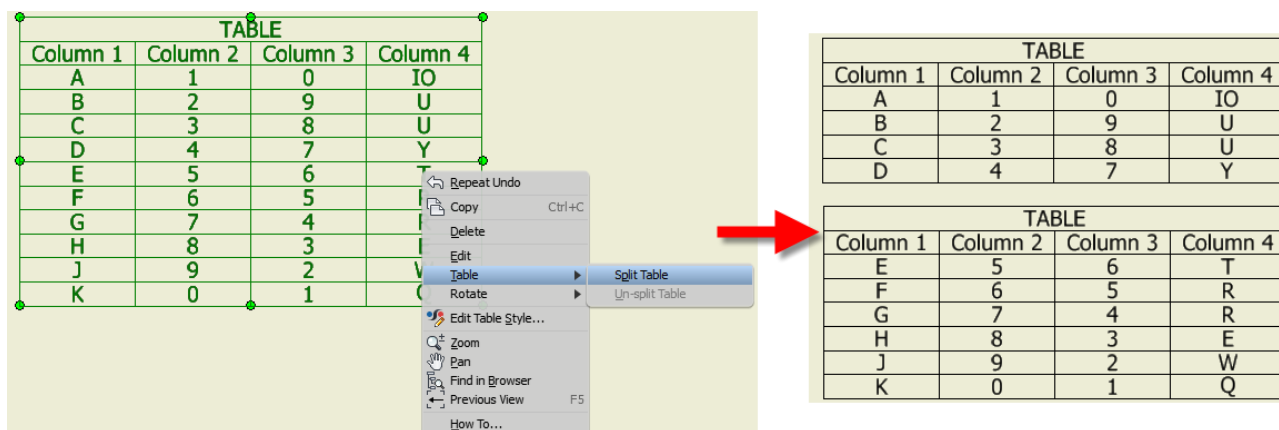 TABLE
Column 1 Column 2 Column 3 Column 4
A 1 0 IO
B 2 9 U
C 3 8 U
D 4 7 Y
E 5 6
F 6 5
G 7 4
H 8 3
J 9 2
K 0 1
Repeat Undo
Copy Ctrl+C
Delete
Edit
Table
Rotate
Edit Table Style...
Zoom
Pan
Find in Browser
Previous View F5
How To...
Split Table
Un-split Table
TABLE
Column 1 Column 2 Column 3 Column 4
A 1 0 IO
B 2 9 U
C 3 8 U
D 4 7 Y
TABLE
Column 1 Column 2 Column 3 Column 4
E 5 6 T
F 6 5 R
G 7 4 R
H 8 3 E
J 9 2 W
K 0 1 Q